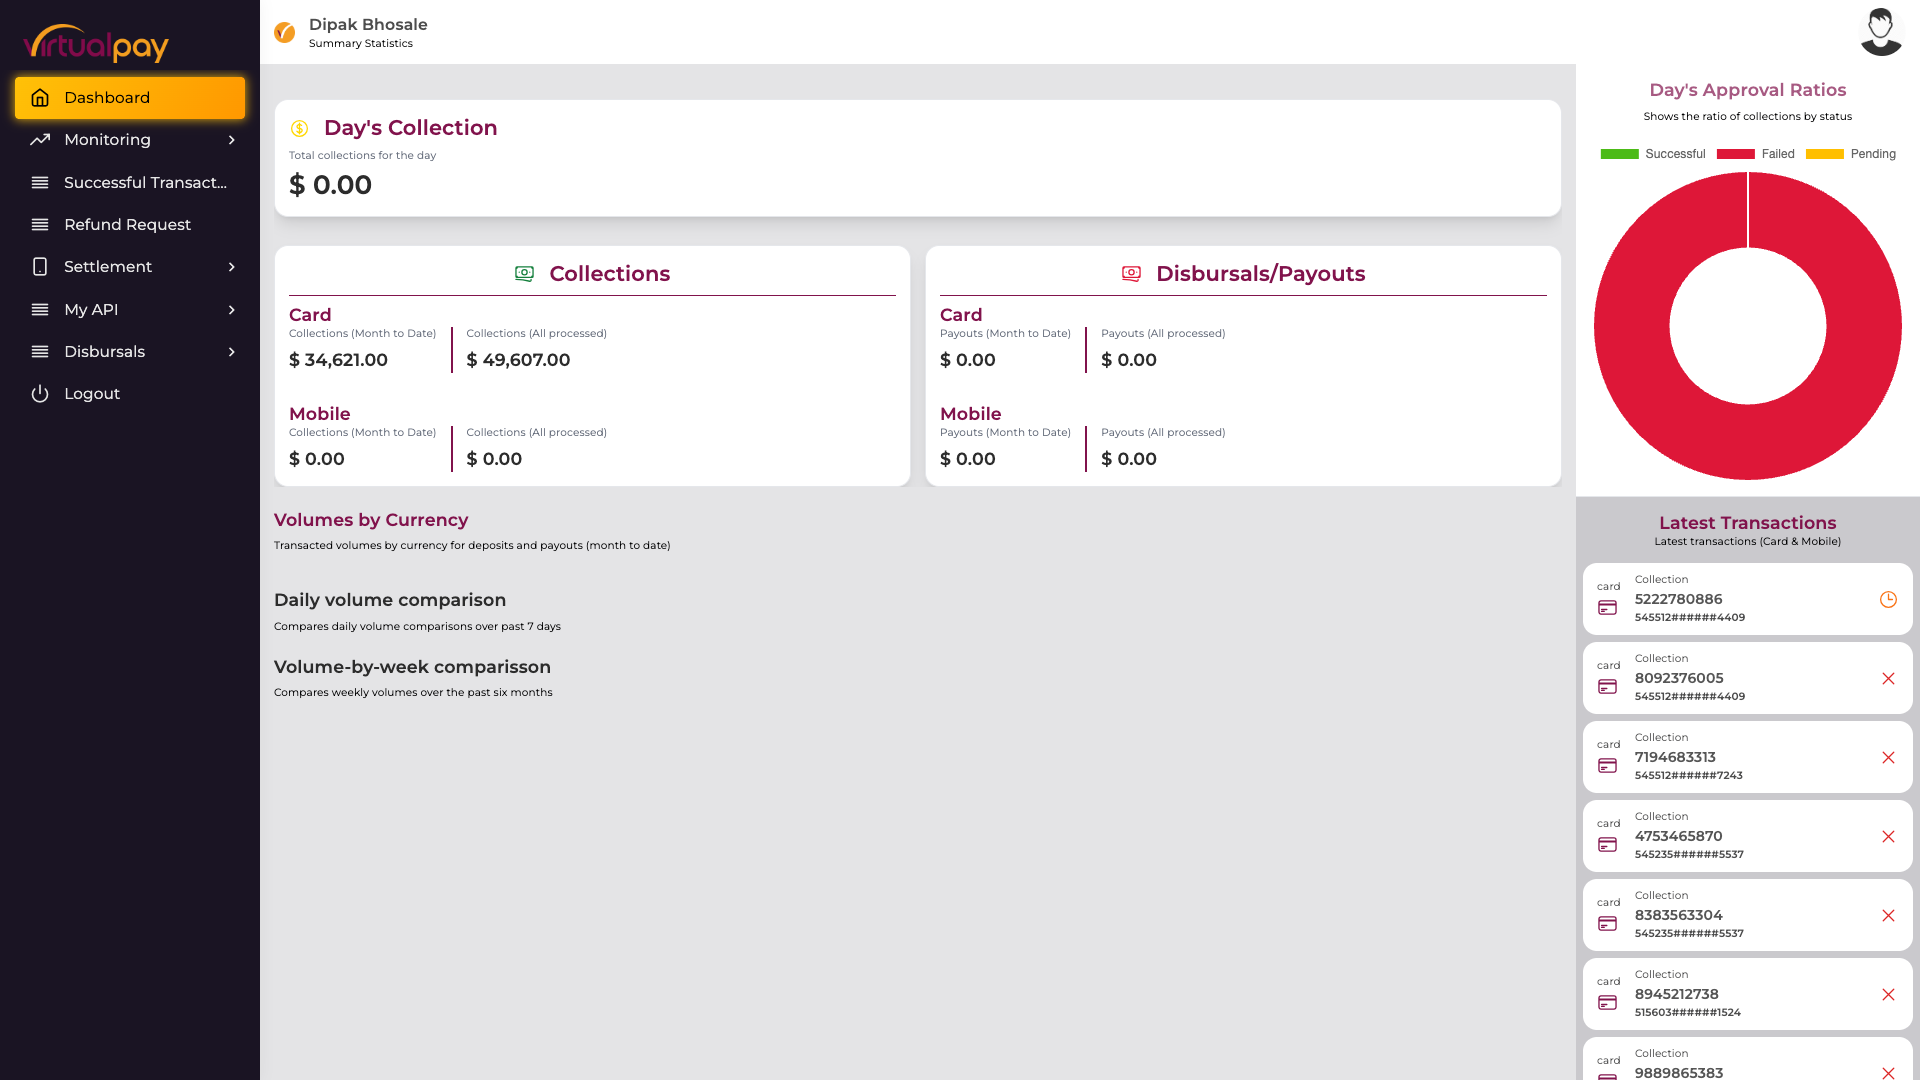 virtualpay
Dashboard
Monitoring
Successful Transact...
Refund Request
Settlement
My API
Disbursals
Logout
Dipak Bhosale
Summary Statistics
Day's Collection
Total collections for the day
$ 0.00
Collections
Card
Collections (Month to Date)
$ 34,621.00
Collections (All processed)
$ 49,607.00
Mobile
Collections (Month to Date)
$ 0.00
Collections (All processed)
$ 0.00
Disbursals/Payouts
Card
Payouts (Month to Date)
$ 0.00
Payouts (All processed)
$ 0.00
Mobile
Payouts (Month to Date)
$ 0.00
Payouts (All processed)
$ 0.00
Volumes by Currency
Transacted volumes by currency for deposits and payouts (month to date)
Daily volume comparison
Compares daily volume comparisons over past 7 days
Volume-by-week comparisson
Compares weekly volumes over the past six months
Day's Approval Ratios
Shows the ratio of collections by status
Successful Failed Pending
Latest Transactions
Latest transactions (Card & Mobile)
card
Collection
5222780886
545512######4409
card
Collection
8092376005
545512######4409
card
Collection
7194683313
545512######7243
card
Collection
4753465870
545235######5537
card
Collection
8383563304
545235######5537
card
Collection
8945212738
515603######1524
card
Collection
9889865383